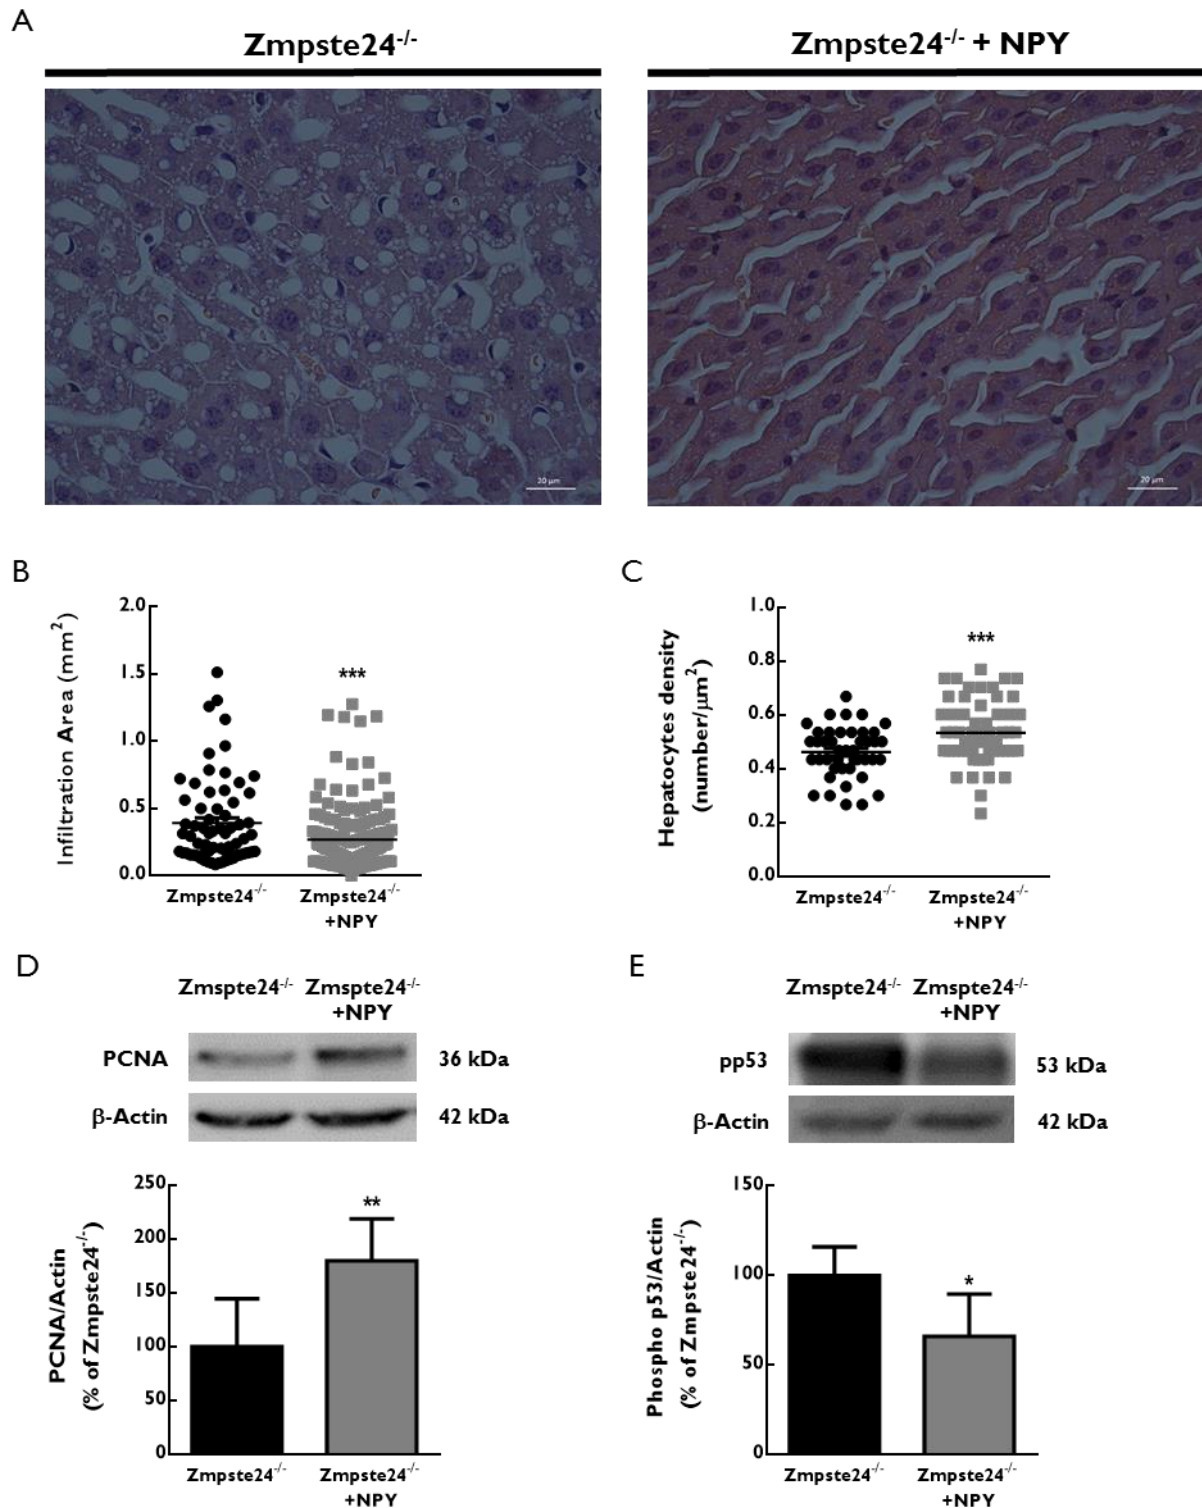 A
Zmpste24-/-
Zmpste24-/- + NPY
20 µm
20 µm
B
Infiltration Area (mm2)
2.0
1.5
1.0
0.5
0.0
***
Zmpste24-/-
Zmpste24-/-
+NPY
C
Hepatocytes density
(number/µm2)
1.0
0.8
0.6
0.4
0.2
0.0
***
Zmpste24-/-
Zmpste24-/-
+NPY
D
Zmspte24-/-
Zmspte24-/-
+NPY
PCNA
36 kDa
β-Actin
42 kDa
PCNA/Actin
(% of Zmpste24-/-)
250
200
150
100
50
0
**
Zmpste24-/-
Zmpste24-/-
+NPY
E
Zmspte24-/-
Zmspte24-/-
+NPY
pp53
53 kDa
β-Actin
42 kDa
Phospho p53/Actin
(% of Zmpste24-/-)
150
100
50
0
*
Zmpste24-/-
Zmpste24-/-
+NPY